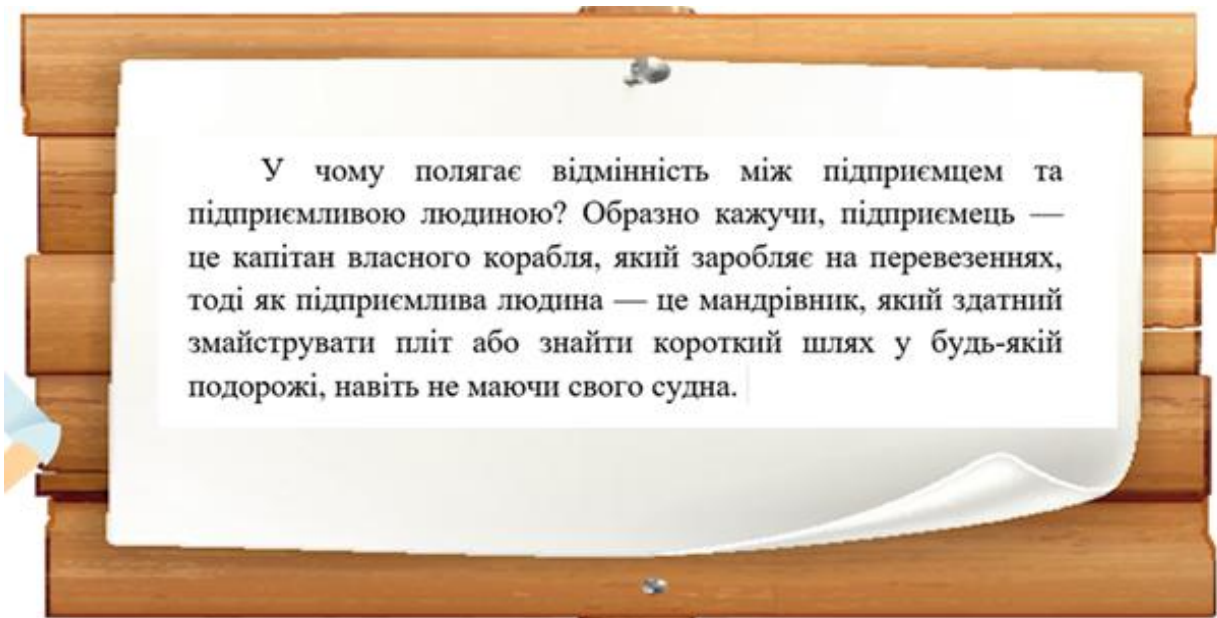 У чому полягає відмінність між підприємцем та
підприємливою людиною? Образно кажучи, підприємець —
це капітан власного корабля, який заробляє на перевезеннях,
тоді як підприємлива людина — це мандрівник, який здатний
змайструвати пліт або знайти короткий шлях у будь-якій
подорожі, навіть не маючи свого судна.